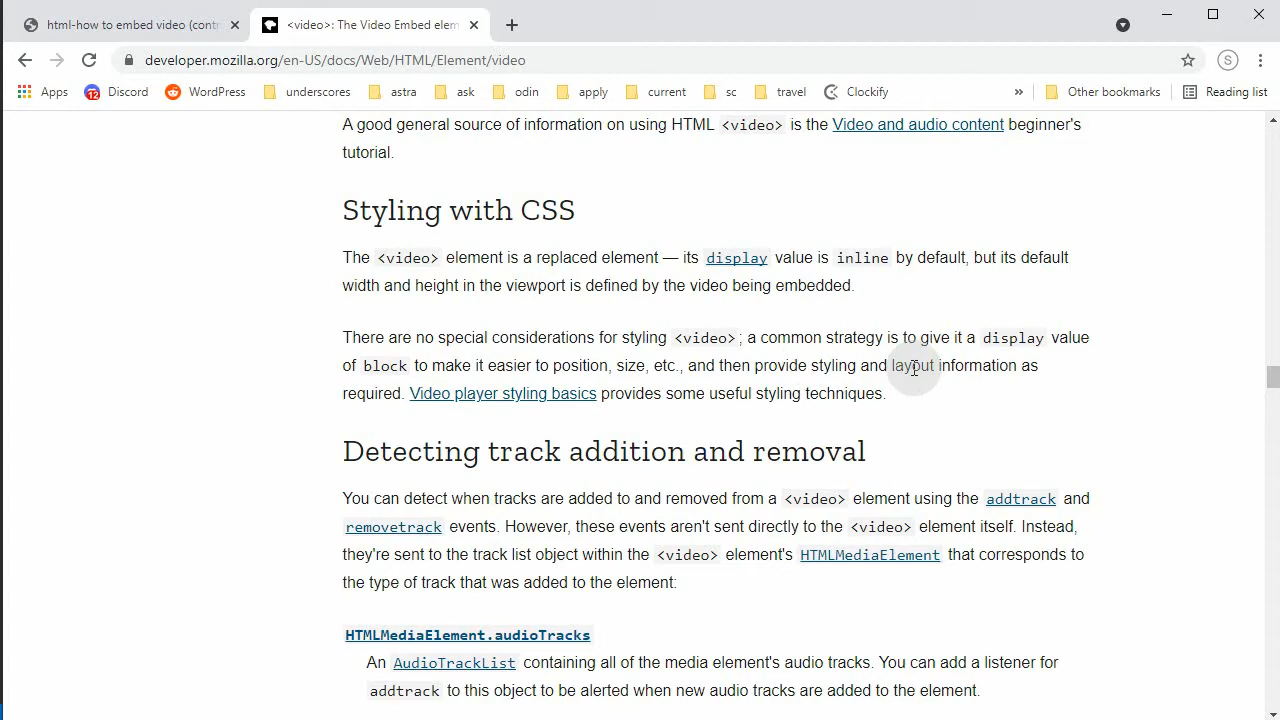 html-how to embed video (contr
<video>: The Video Embed elem
developer.mozilla.org/en-US/docs/Web/HTML/Element/video
S
Apps
12
Discord
WordPress
underscores
astra
ask
odin
apply
current
sc
travel
Clockify
»
Other bookmarks
Reading list
A good general source of information on using HTML <video> is the Video and audio content beginner's
tutorial.
Styling with CSS
The <video> element is a replaced element — its display value is inline by default, but its default
width and height in the viewport is defined by the video being embedded.
There are no special considerations for styling <video>; a common strategy is to give it a display value
of block to make it easier to position, size, etc., and then provide styling and layout information as
required. Video player styling basics provides some useful styling techniques.
Detecting track addition and removal
You can detect when tracks are added to and removed from a <video> element using the addtrack and
removetrack events. However, these events aren't sent directly to the <video> element itself. Instead,
they're sent to the track list object within the <video> element's HTMLMediaElement that corresponds to
the type of track that was added to the element:
HTMLMediaElement.audioTracks
An AudioTrackList containing all of the media element's audio tracks. You can add a listener for
addtrack to this object to be alerted when new audio tracks are added to the element.